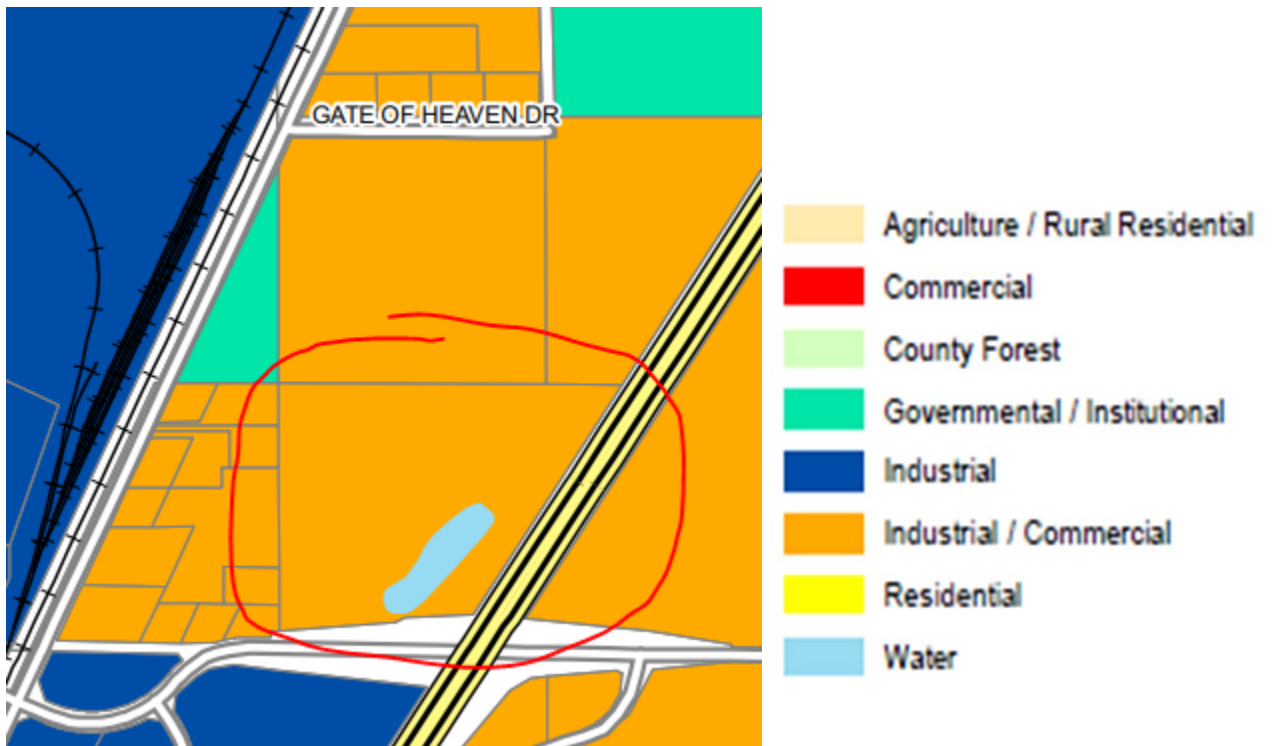 GATE OF HEAVEN DR
Agriculture / Rural Residential
Commercial
County Forest
Governmental / Institutional
Industrial
Industrial / Commercial
Residential
Water